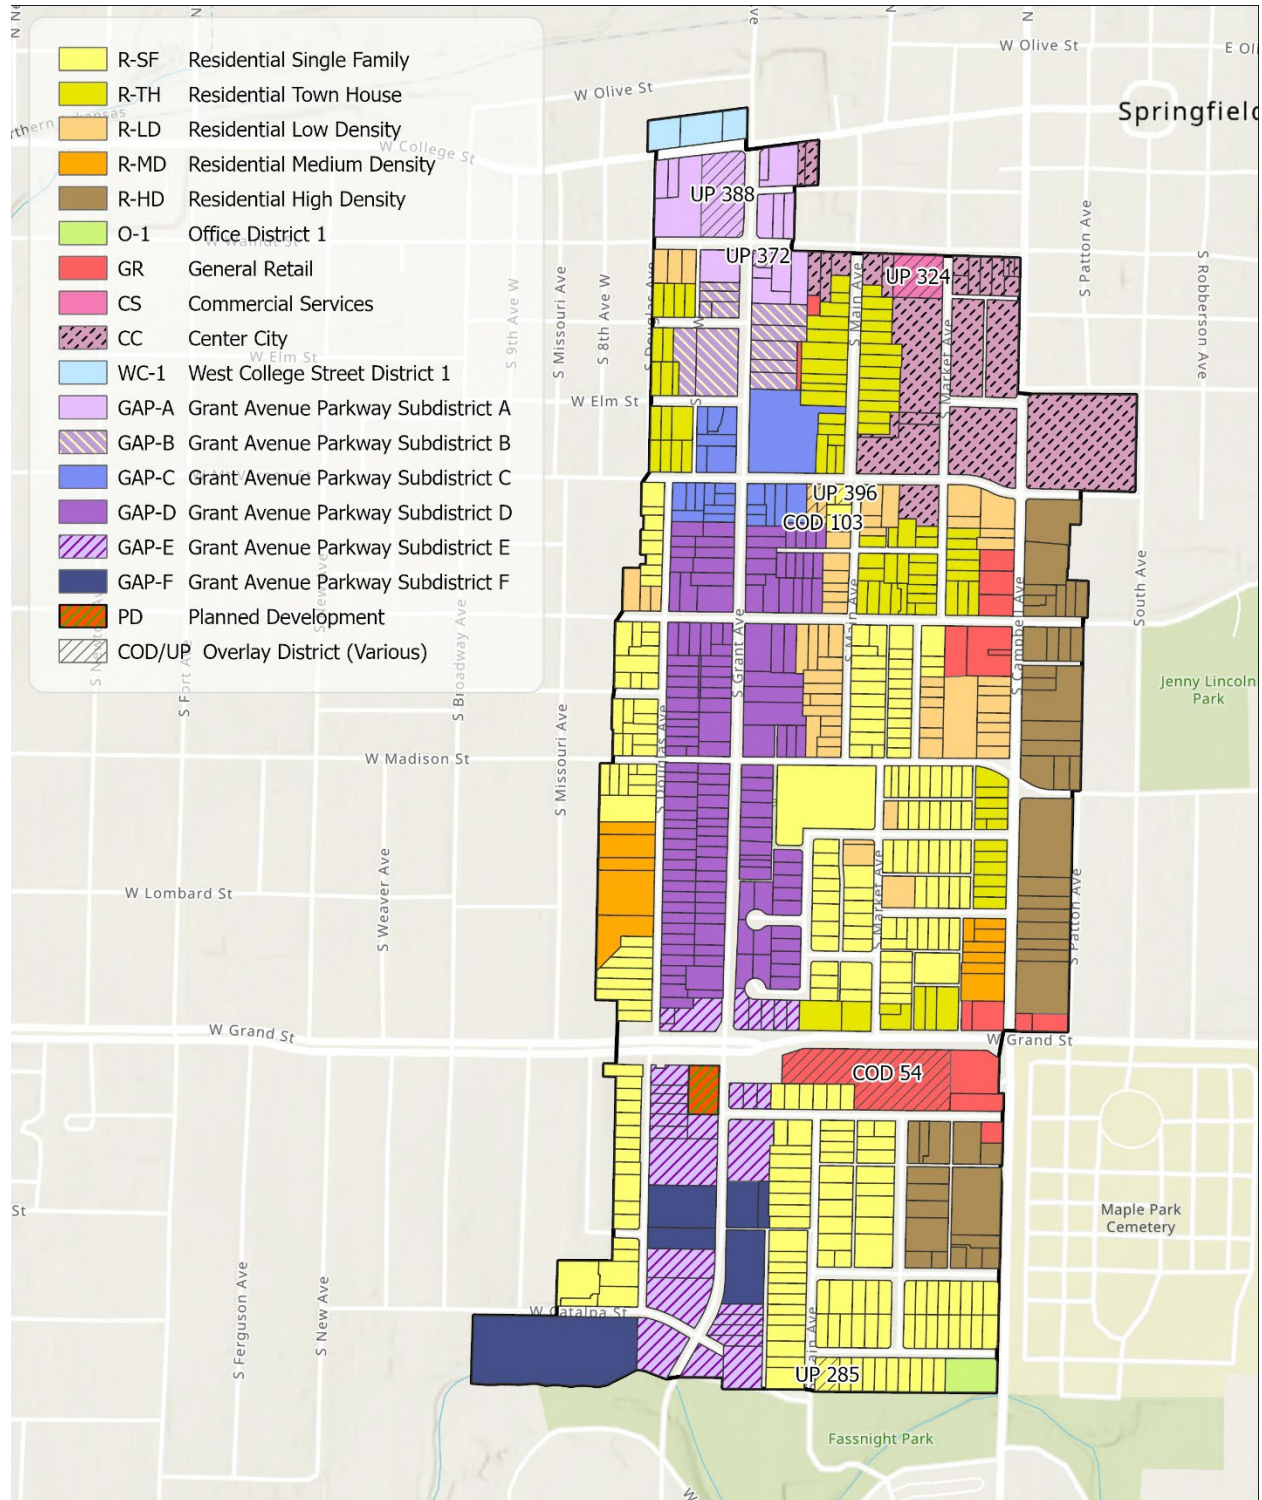 R-SF Residential Single Family
R-TH Residential Town House
R-LD Residential Low Density
R-MD Residential Medium Density
R-HD Residential High Density
O-1 Office District 1
GR General Retail
CS Commercial Services
CC Center City
WC-1 West College Street District 1
GAP-A Grant Avenue Parkway Subdistrict A
GAP-B Grant Avenue Parkway Subdistrict B
GAP-C Grant Avenue Parkway Subdistrict C
GAP-D Grant Avenue Parkway Subdistrict D
GAP-E Grant Avenue Parkway Subdistrict E
GAP-F Grant Avenue Parkway Subdistrict F
PD Planned Development
COD/UP Overlay District (Various)
W Olive St
W Olive St
Springfield
W College St
W Walnut St
UP 388
UP 372
UP 324
S Patton Ave
S Robberson Ave
S 9th Ave W
S Missouri Ave
S 8th Ave W
S Douglas Ave
S Main Ave
S Market Ave
W Elm St
W Elm St
UP 396
COD 103
South Ave
S Main Ave
S Campbell Ave
S Grant Ave
S Fort Ave
S Broadway Ave
Jenny Lincoln
Park
S Missouri Ave
S Douglas Ave
W Madison St
W Lombard St
S Weaver Ave
S Market Ave
S Patton Ave
W Grand St
W Grand St
COD 54
St
Maple Park
Cemetery
S Ferguson Ave
S New Ave
W Catalpa St
UP 285
Fassnight Park